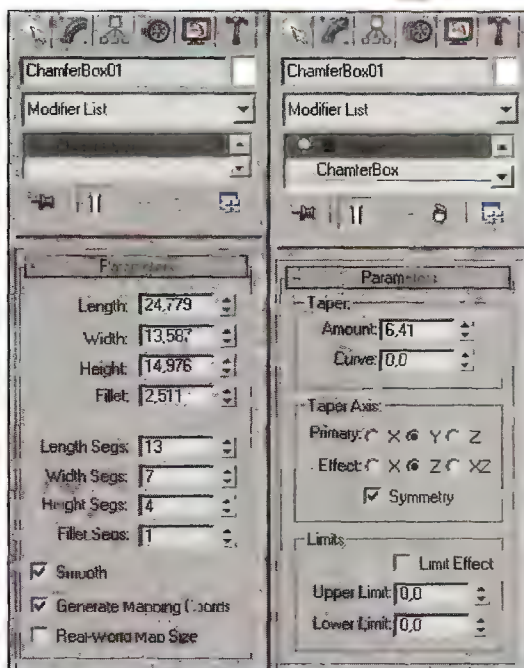 ChamferBox01
Modifier List
Parameters
Length: 24,779
Width: 13,587
Height: 14,976
Fillet: 2,511
Length Segs: 13
Width Segs: 7
Height Segs: 4
Fillet Segs: 1
Smooth
Generate Mapping Coords
Real-World Map Size
ChamferBox01
Modifier List
ChamferBox
Parameters
Taper:
Amount: 6,41
Curve: 0,0
Taper Axis:
Primary: X Y Z
Effect: X Z XZ
Symmetry
Limits
Limit Effect
Upper Limit: 0,0
Lower Limit: 0,0